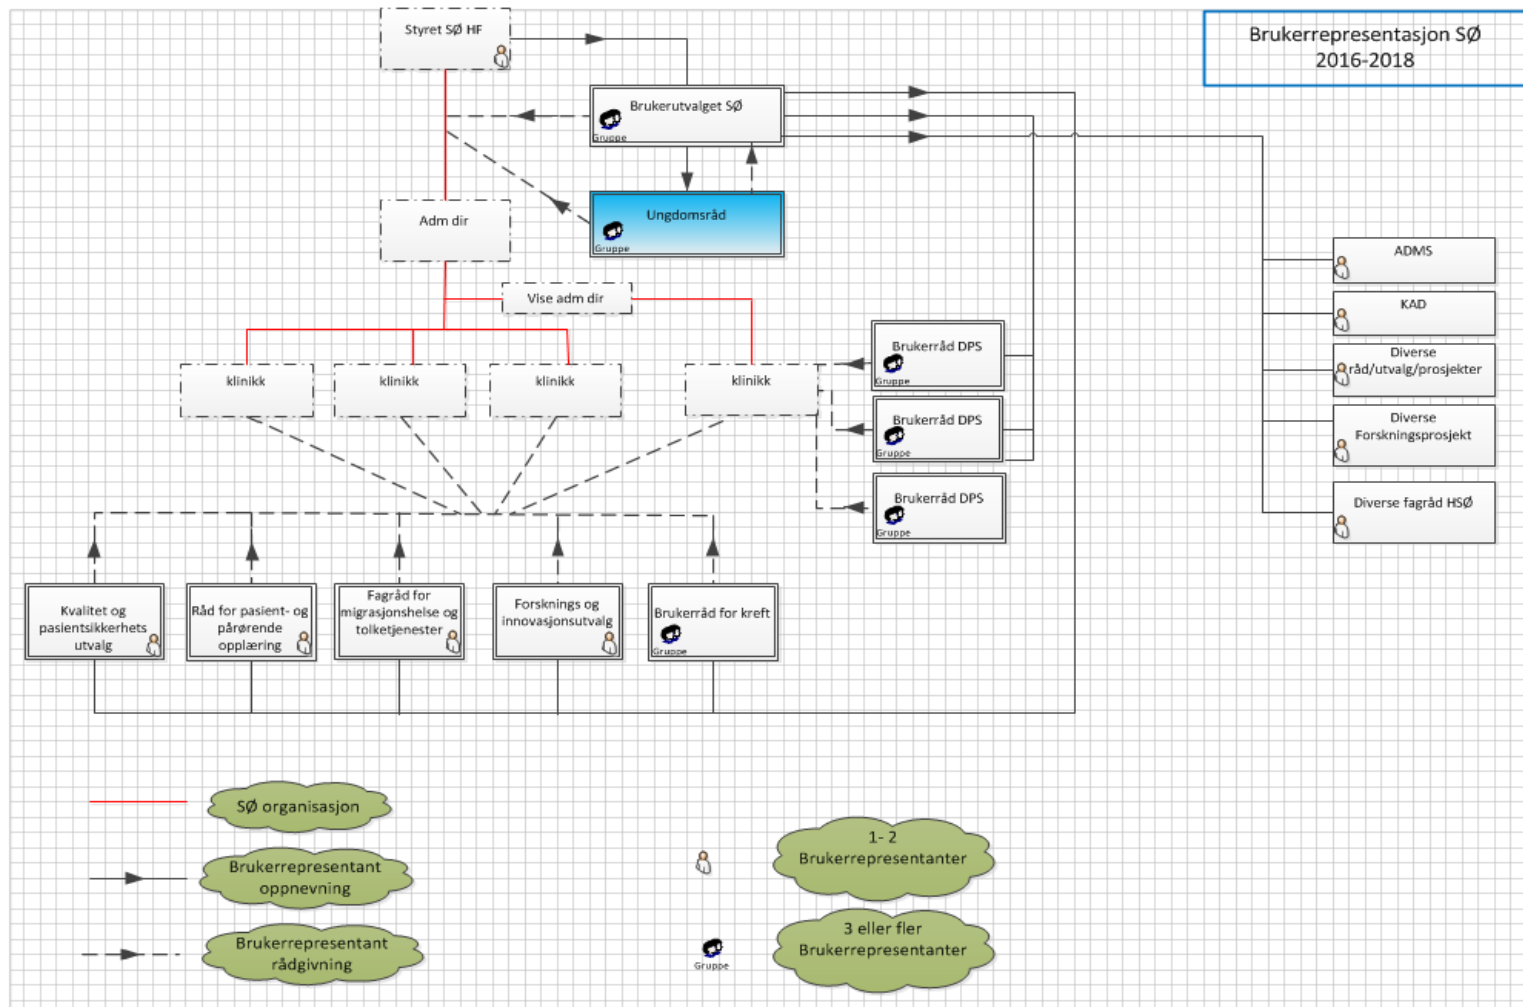 Styret SØ HF
Brukerrepresentasjon SØ
2016-2018
Brukerutvalget SØ
Gruppe
Adm dir
Ungdomsråd
Gruppe
Vise adm dir
ADMS
KAD
Diverse
råd/utvalg/prosjekter
Diverse
Forskningsprosjekt
Diverse fagråd HSØ
klinikk
klinikk
klinikk
klinikk
Brukerråd DPS
Gruppe
Brukerråd DPS
Gruppe
Brukerråd DPS
Gruppe
Kvalitet og
pasientsikkerhets
utvalg
Råd for pasient- og
pårørende
opplæring
Fagråd for
migrasjonshelse og
tolketjenester
Forsknings og
innovasjonsutvalg
Brukerråd for kreft
Gruppe
SØ organisasjon
Brukerrepresentant
oppnevning
Brukerrepresentant
rådgivning
1- 2
Brukerrepresentanter
3 eller fler
Brukerrepresentanter
Gruppe